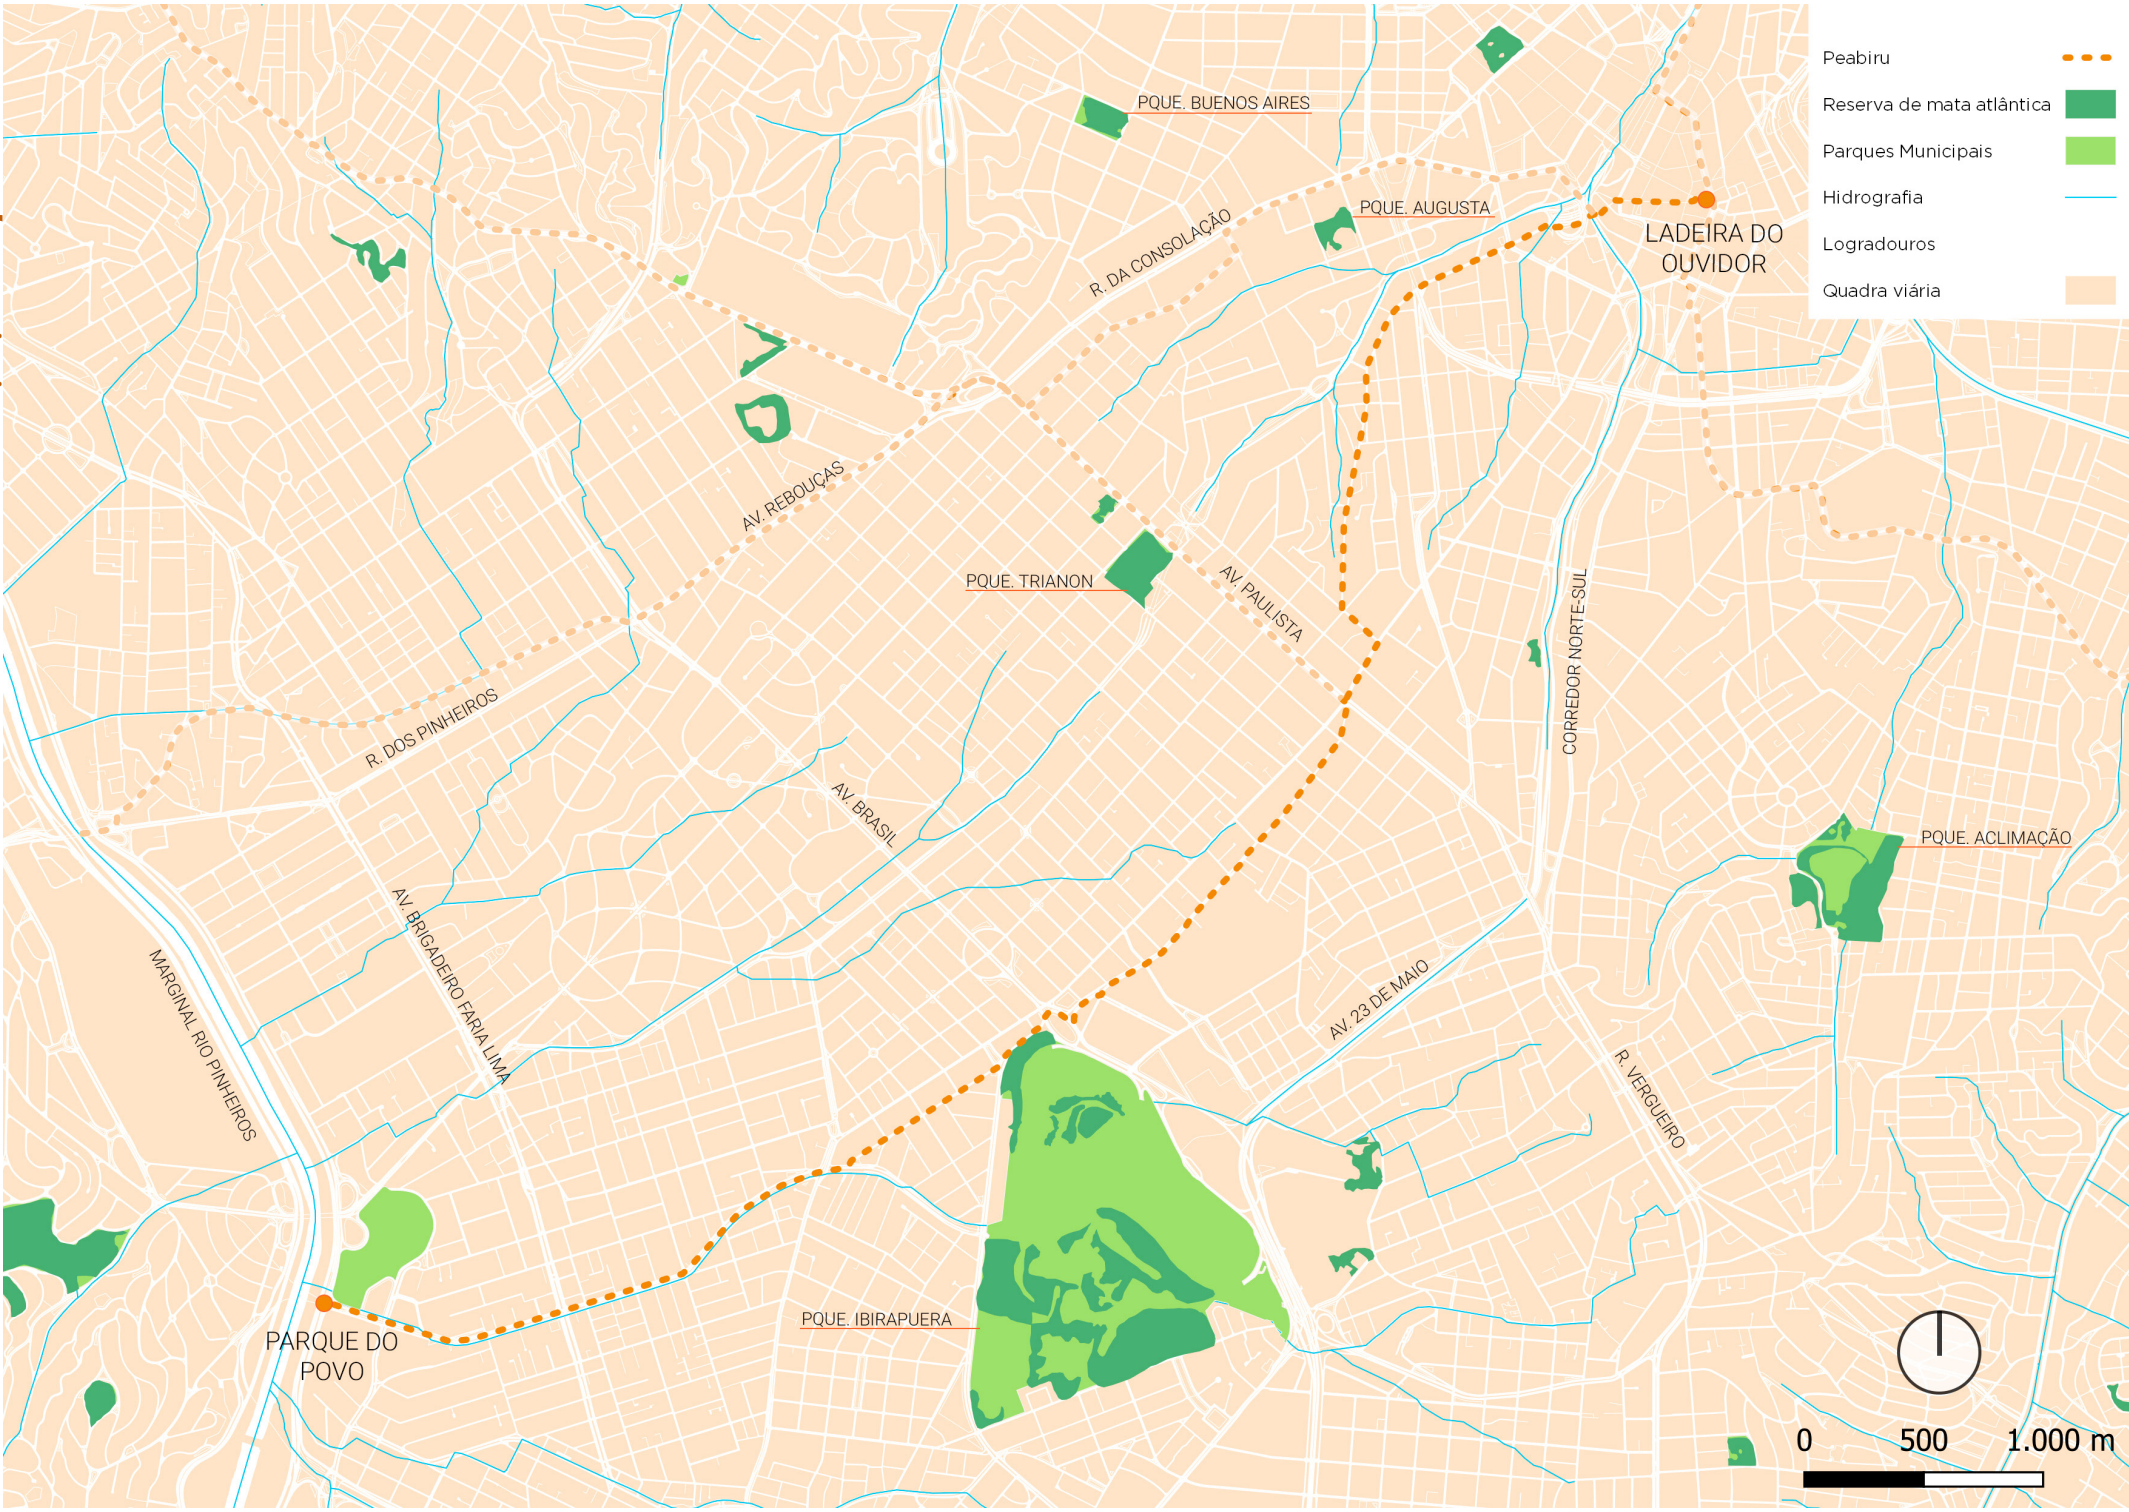 Peabiru
Reserva de mata atlântica
Parques Municipais
Hidrografia
Logradouros
Quadra viária
PQUE. BUENOS AIRES
PQUE. AUGUSTA
R. DA CONSOLAÇÃO
LADEIRA DO
OUVIDOR
AV. REBOUÇAS
PQUE. TRIANON
AV. PAULISTA
CORREDOR NORTE-SUL
R. DOS PINHEIROS
AV. BRASIL
PQUE. ACLIMAÇÃO
AV. BRIGADEIRO FARIA LIMA
MARGINAL RIO PINHEIROS
AV. 23 DE MAIO
R. VERGUEIRO
PQUE. IBIRAPUERA
PARQUE DO
POVO
0 500 1.000 m